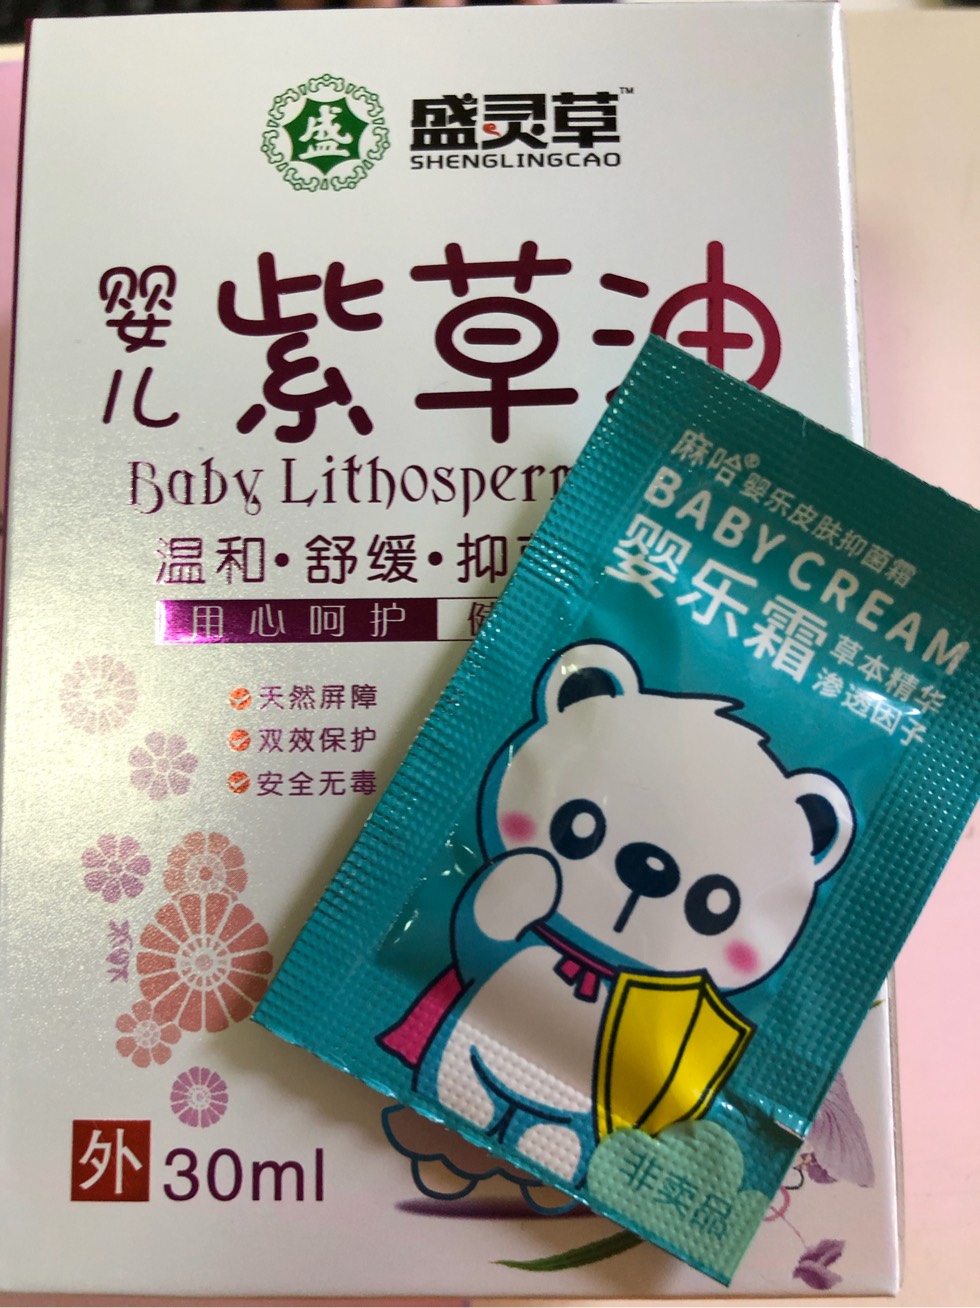 盛
盛灵草™
SHENGLINGCAO
婴儿
紫草油
Baby Lithosperm
温和·舒缓·抑
用心呵护
天然屏障
双效保护
安全无毒
外
30ml
麻哈®婴乐皮肤抑菌霜
BABY CREAM
婴乐霜
草本精华
渗透因子
非卖品